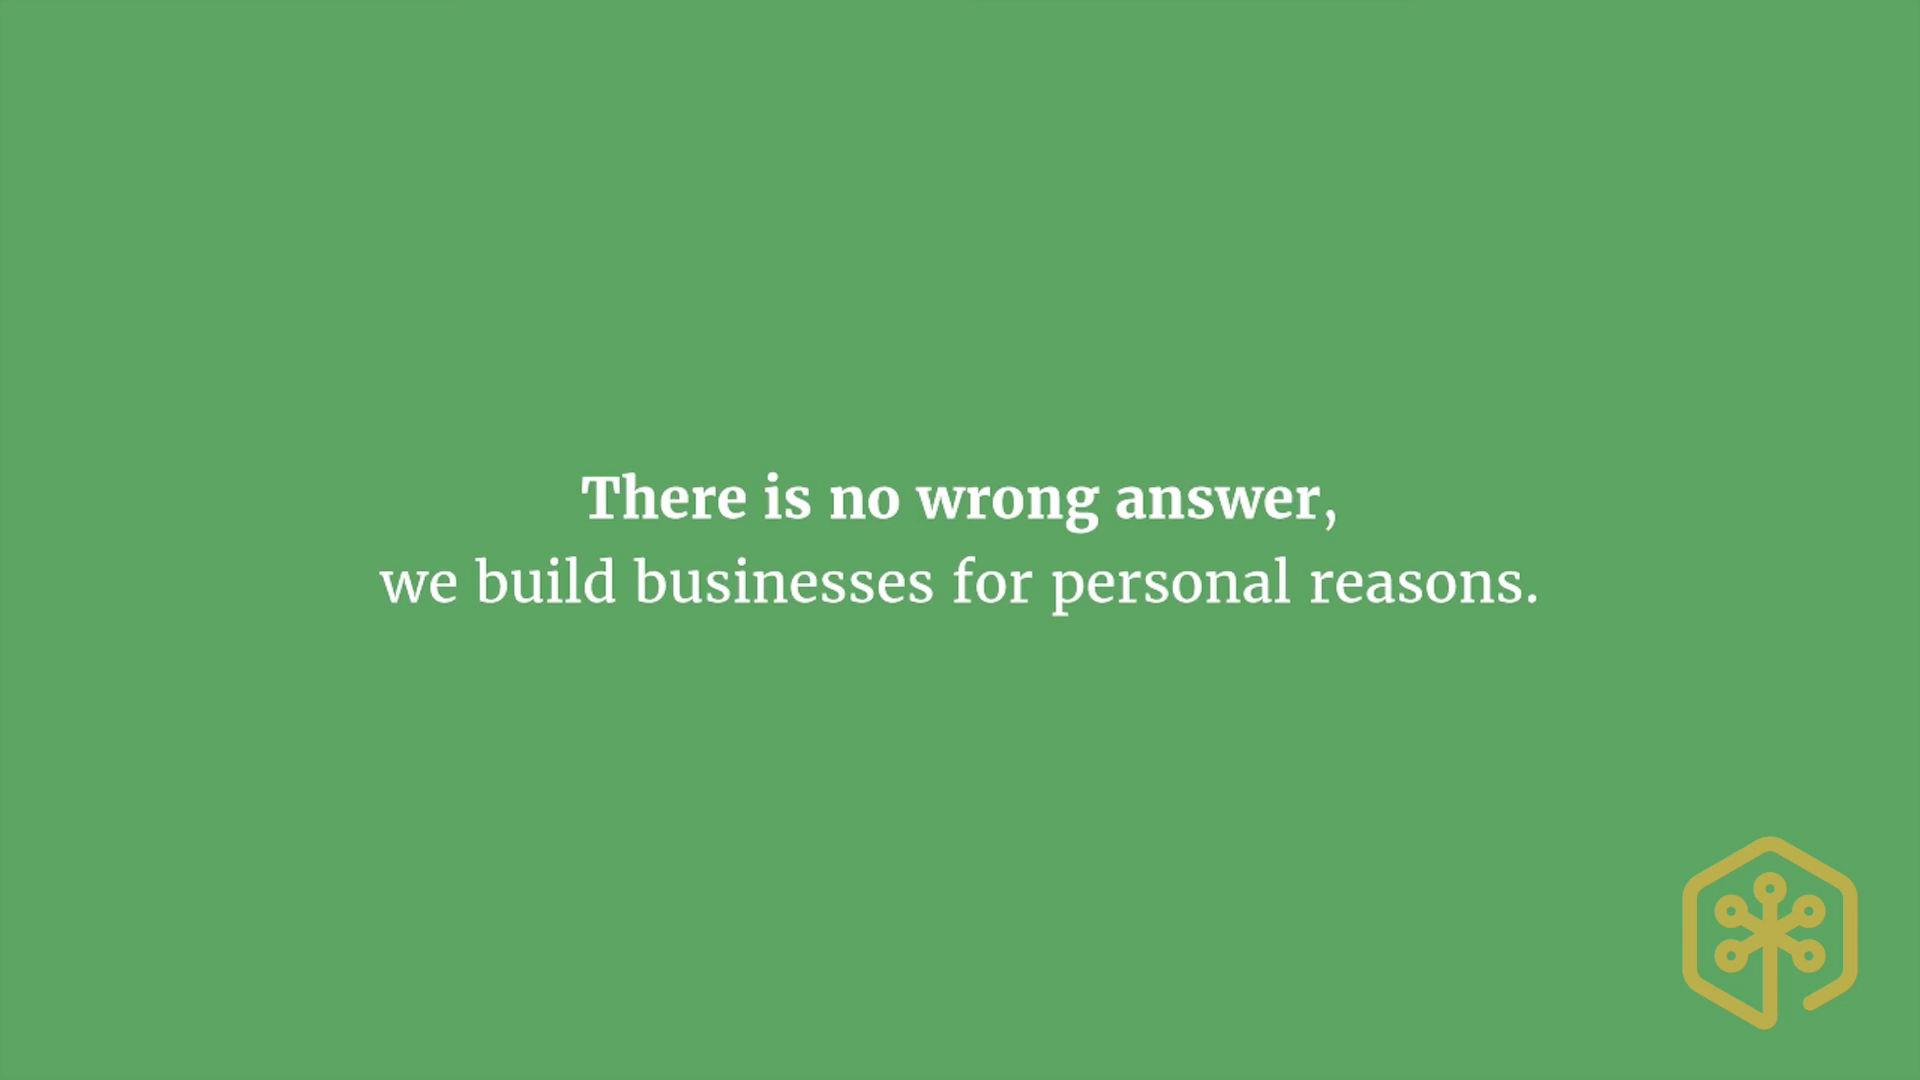 There is no wrong answer,
we build businesses for personal reasons.